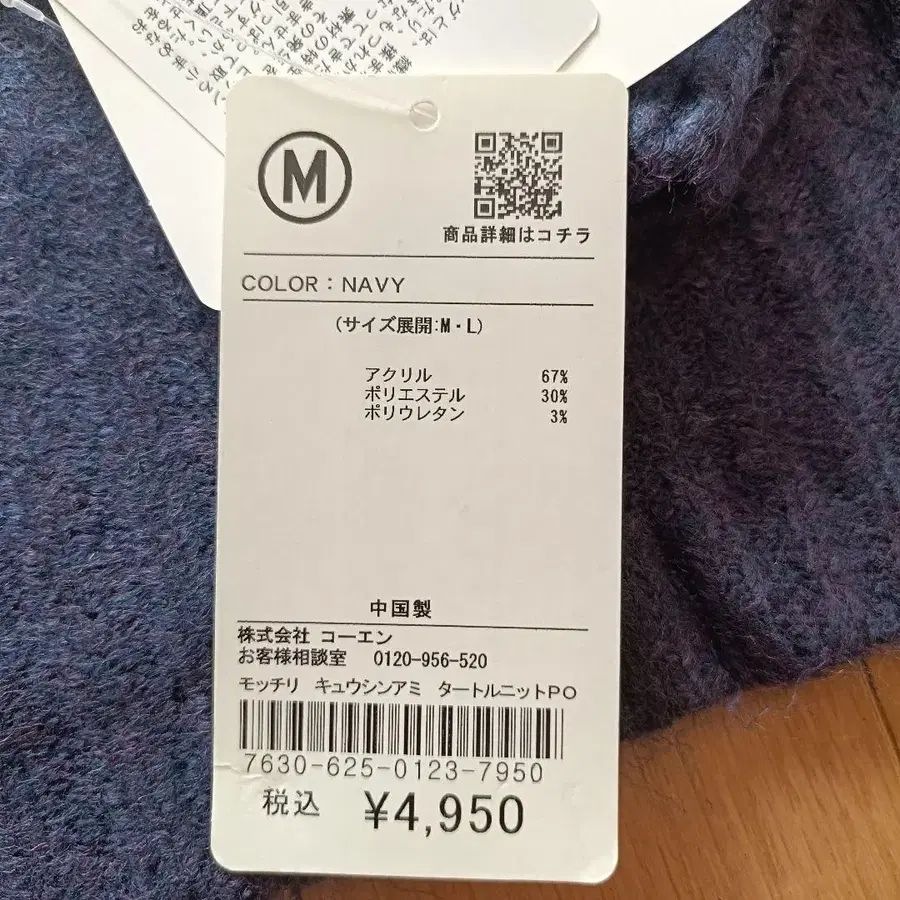 M
商品詳細はコチラ
COLOR：NAVY
(サイズ展開:M・L)
アクリル 67%
ポリエステル 30%
ポリウレタン 3%
中国製
株式会社 コーエン
お客様相談室 0120-956-520
モッチリ キュウシンアミ タートルニットPO
7630-625-0123-7950
税込 ¥4,950